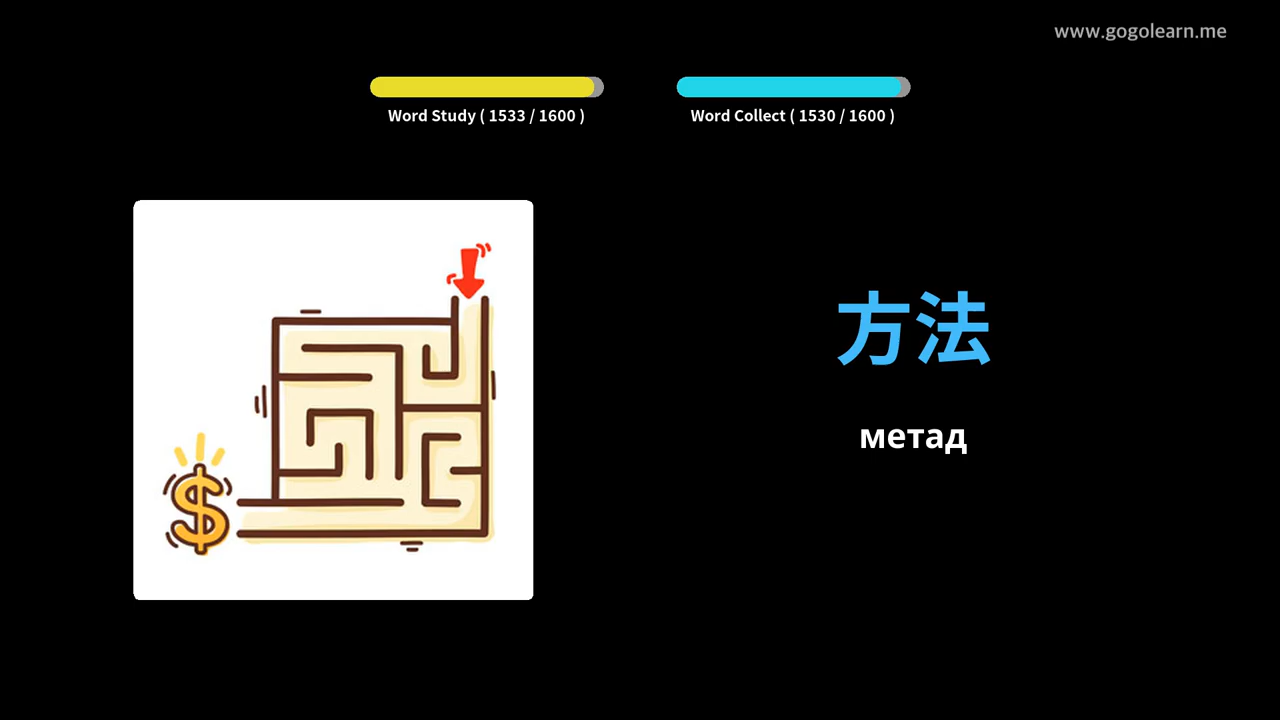 www.gogolearn.me
Word Study ( 1533 / 1600 )
Word Collect ( 1530 / 1600 )
方法
метад